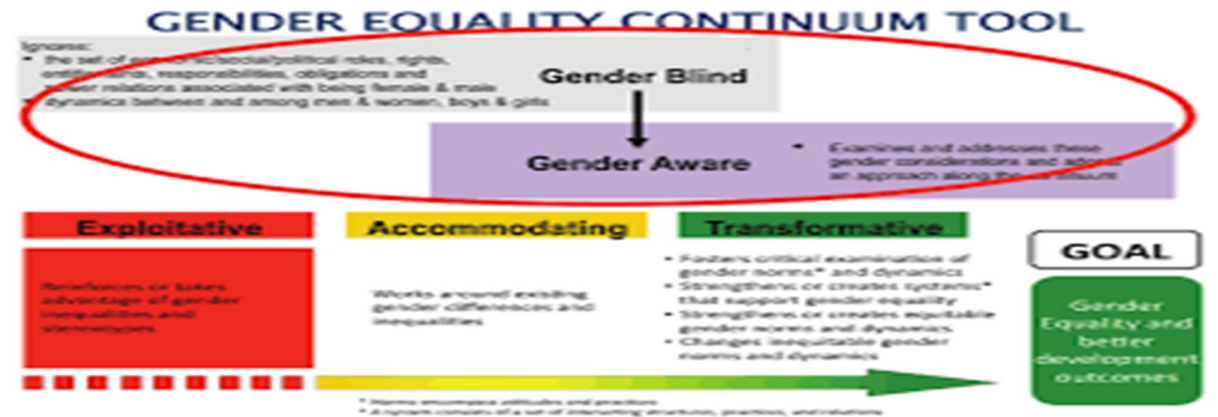 GENDER EQUALITY CONTINUUM TOOL
Ignores:
• the set of economic/social/political roles, rights,
entitlements, responsibilities, obligations and
power relations associated with being female & male
• dynamics between and among men & women, boys & girls
Gender Blind
Gender Aware
• Examines and addresses these
gender considerations and adopts
an approach along the continuum
Exploitative
Reinforces or takes
advantage of gender
inequalities and
stereotypes
Accommodating
Works around existing
gender differences and
inequalities
Transformative
• Fosters critical examination of
gender norms* and dynamics
• Strengthens or creates systems*
that support gender equality
• Strengthens or creates equitable
gender norms and dynamics
• Changes inequitable gender
norms and dynamics
GOAL
Gender
Equality and
better
development
outcomes
* Norms encompass attitudes and practices
* A system consists of a set of interacting structures, practices, and relations